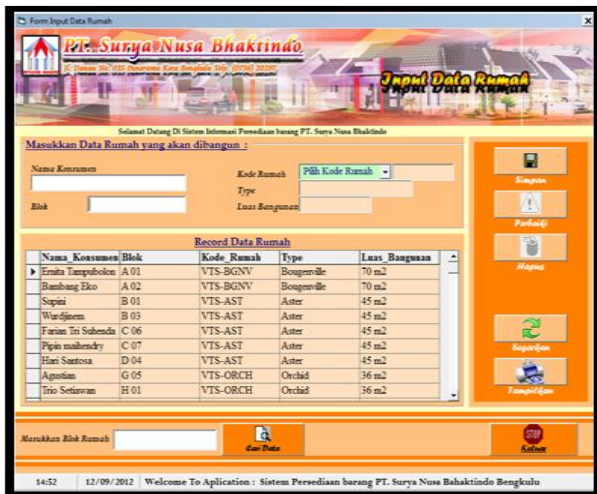 Form Input Data Rumah
PT. Surya Nusa Bhaktindo
Input Data Rumah
Selamat Datang Di Sistem Informasi Persediaan barang PT. Surya Nusa Bhaktindo
Masukkan Data Rumah yang akan dibangun :
Nama Konsumen
Kode Rumah Pilih Kode Rumah
Type
Blok
Luas Bangunan
Simpan
Perbaiki
Hapus
Segarkan
Tampilkan
Record Data Rumah
Nama_Konsumen Blok Kode_Rumah Type Luas_Bangunan
Ernita Tampubolon A 01 VTS-BGNV Bougenville 70 m2
Bambang Eko A 02 VTS-BGNV Bougenville 70 m2
Supini B 01 VTS-AST Aster 45 m2
Wardjinem B 03 VTS-AST Aster 45 m2
Farian Tri Suhenda C 06 VTS-AST Aster 45 m2
Pipin maihendry C 07 VTS-AST Aster 45 m2
Hari Santosa D 04 VTS-AST Aster 45 m2
Agustian G 05 VTS-ORCH Orchid 36 m2
Trio Setiawan H 01 VTS-ORCH Orchid 36 m2
Masukkan Blok Rumah
Cari Data
STOP
Keluar
14:52 12/09/2012 Welcome To Aplication : Sistem Persediaan barang PT. Surya Nusa Bahaktindo Bengkulu